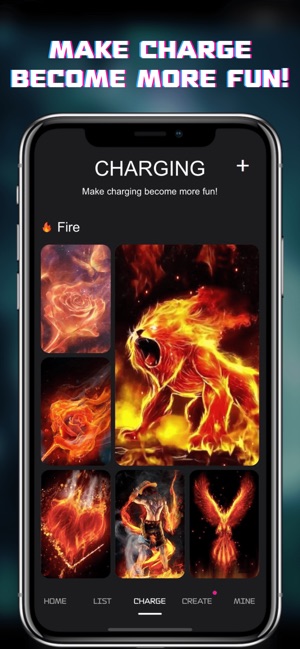 MAKE CHARGE
BECOME MORE FUN!
CHARGING
+
Make charging become more fun!
Fire
HOME LIST CHARGE CREATE MINE